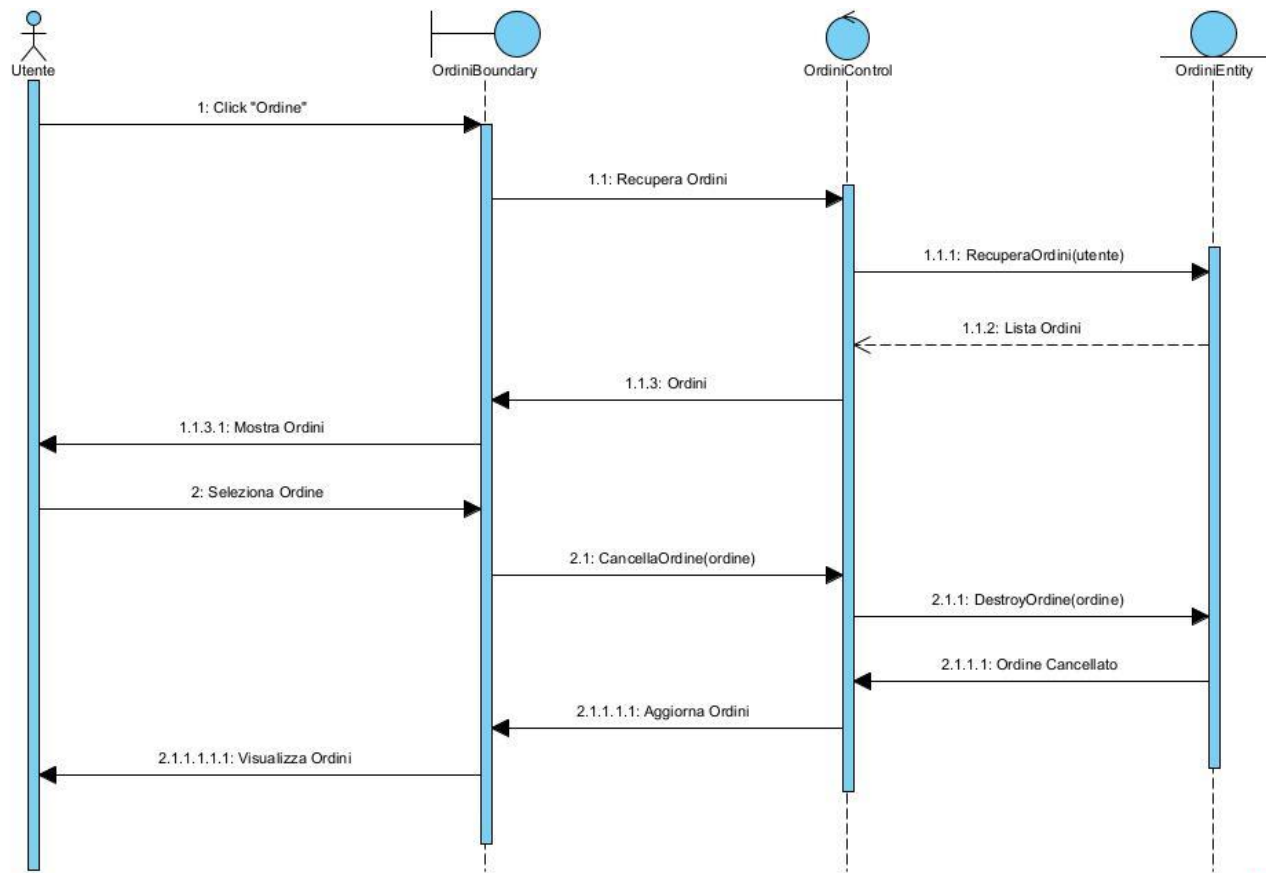 Utente
OrdiniBoundary
OrdiniControl
OrdiniEntity
1: Click "Ordine"
1.1: Recupera Ordini
1.1.1: RecuperaOrdini(utente)
1.1.2: Lista Ordini
1.1.3: Ordini
1.1.3.1: Mostra Ordini
2: Seleziona Ordine
2.1: CancellaOrdine(ordine)
2.1.1: DestroyOrdine(ordine)
2.1.1.1: Ordine Cancellato
2.1.1.1.1: Aggiorna Ordini
2.1.1.1.1.1: Visualizza Ordini